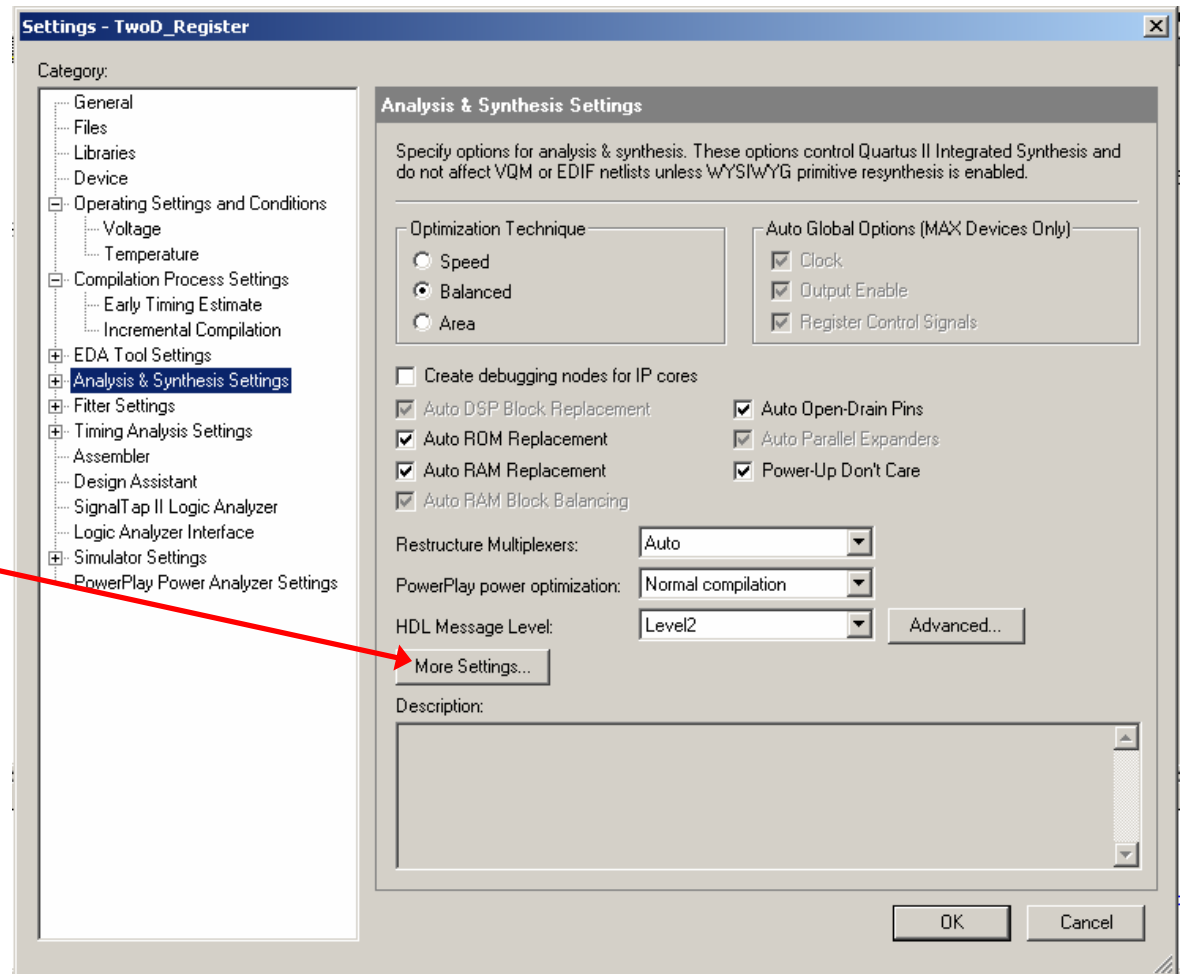 Settings - TwoD_Register
Category:
General
Files
Libraries
Device
Operating Settings and Conditions
Voltage
Temperature
Compilation Process Settings
Early Timing Estimate
Incremental Compilation
EDA Tool Settings
Analysis & Synthesis Settings
Fitter Settings
Timing Analysis Settings
Assembler
Design Assistant
SignalTap II Logic Analyzer
Logic Analyzer Interface
Simulator Settings
PowerPlay Power Analyzer Settings
Analysis & Synthesis Settings
Specify options for analysis & synthesis. These options control Quartus II Integrated Synthesis and
do not affect VQM or EDIF netlists unless WYSIWYG primitive resynthesis is enabled.
Optimization Technique
Speed
Balanced
Area
Auto Global Options (MAX Devices Only)
Clock
Output Enable
Register Control Signals
Create debugging nodes for IP cores
Auto DSP Block Replacement
Auto Open-Drain Pins
Auto ROM Replacement
Auto Parallel Expanders
Auto RAM Replacement
Power-Up Don't Care
Auto RAM Block Balancing
Restructure Multiplexers: Auto
PowerPlay power optimization: Normal compilation
HDL Message Level: Level2 Advanced...
More Settings...
Description:
OK Cancel